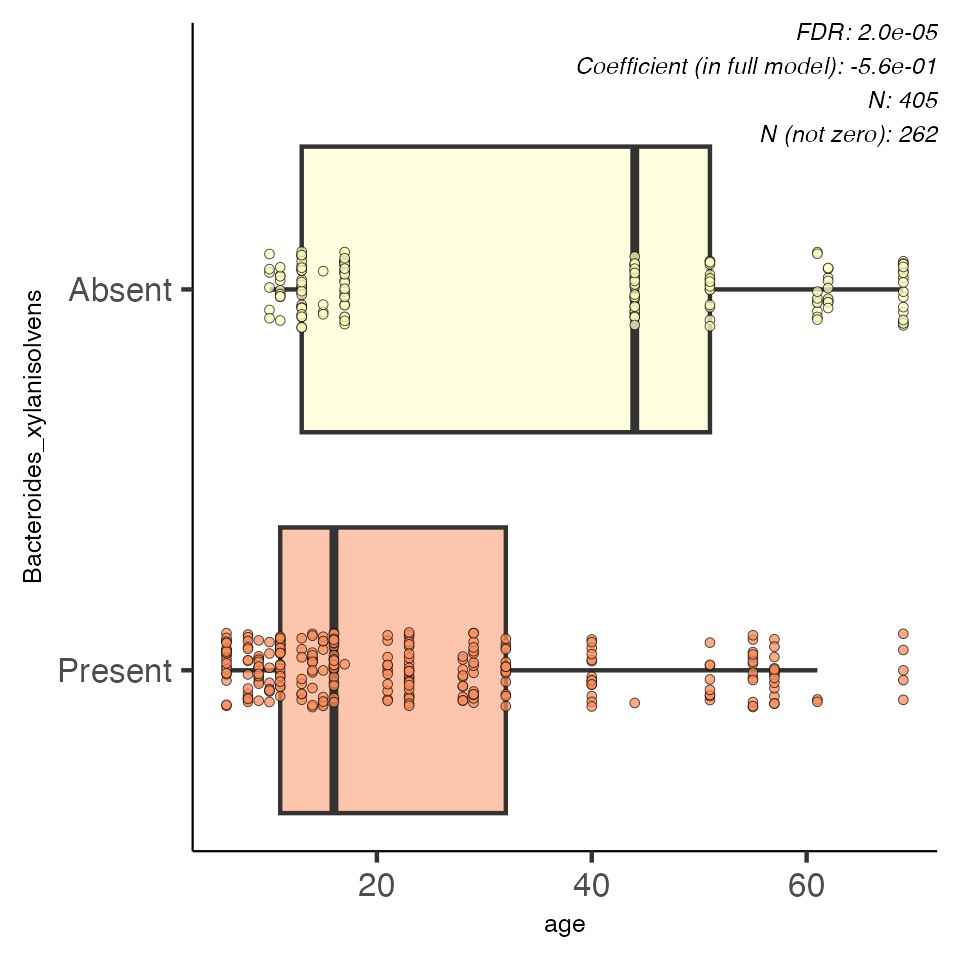 FDR: 2.0e-05
Coefficient (in full model): -5.6e-01
N: 405
N (not zero): 262
Bacteroides_xylanisolvens
Absent
Present
20 40 60
age